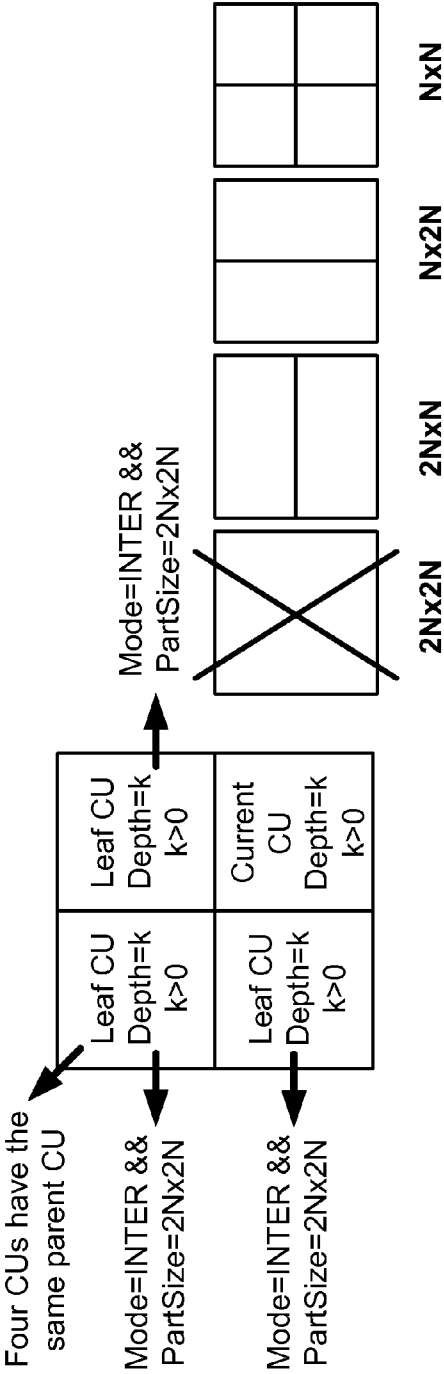 Four CUs have the
same parent CU
Mode=INTER &&
PartSize=2Nx2N
Mode=INTER &&
PartSize=2Nx2N
Leaf CU
Depth=k
k>0
Leaf CU
Depth=k
k>0
Leaf CU
Depth=k
k>0
Current
CU
Depth=k
k>0
Mode=INTER &&
PartSize=2Nx2N
2Nx2N
2NxN
Nx2N
NxN